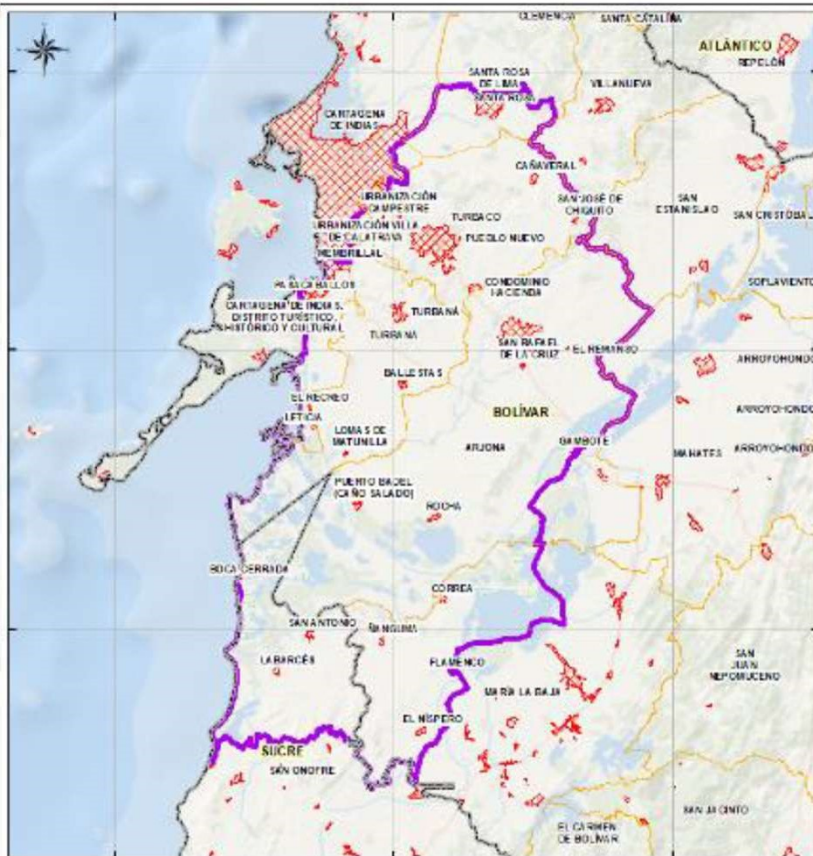 CLEMENCIA
SANTA CATALINA
ATLÁNTICO
REPELÓN
SANTA ROSA
DE LIMA
SANTA ROSA
VILLANUEVA
CARTAGENA
DE INDIAS
CAÑAVERAL
URBANIZACIÓN
CAMPESTRE
SAN JOSÉ DE
CHIQUITO
SAN
ESTANISLAO
SAN CRISTÓBAL
TURBACO
URBANIZACIÓN VILLA
DE CALATRAVA
PUEBLO NUEVO
MEMBRILLAL
PASACABALLOS
CONDOMINIO
HACIENDA
SOPLAVIENTO
CARTAGENA DE INDIAS,
DISTRITO TURÍSTICO,
HISTÓRICO Y CULTURAL
TURBANÁ
TURBANA
SAN RAFAEL
DE LA CRUZ
EL REMANSO
ARROYOHONDO
BALLESTAS
EL RECREO
LETICIA
BOLÍVAR
ARROYOHONDO
LOMAS DE
MATUNILLA
ARJONA
GAMBOTE
MAHATES
ARROYOHONDO
PUERTO BADEL
(CAÑO SALADO)
ROCHA
BOCA CERRADA
CORREA
SAN ANTONIO
LABARCÉS
FLAMENCO
SAN
JUAN
NEPOMUCENO
MARÍA LA BAJA
EL NÍSPERO
SUCRE
SAN ONOFRE
SAN JACINTO
EL CARMEN
DE BOLÍVAR